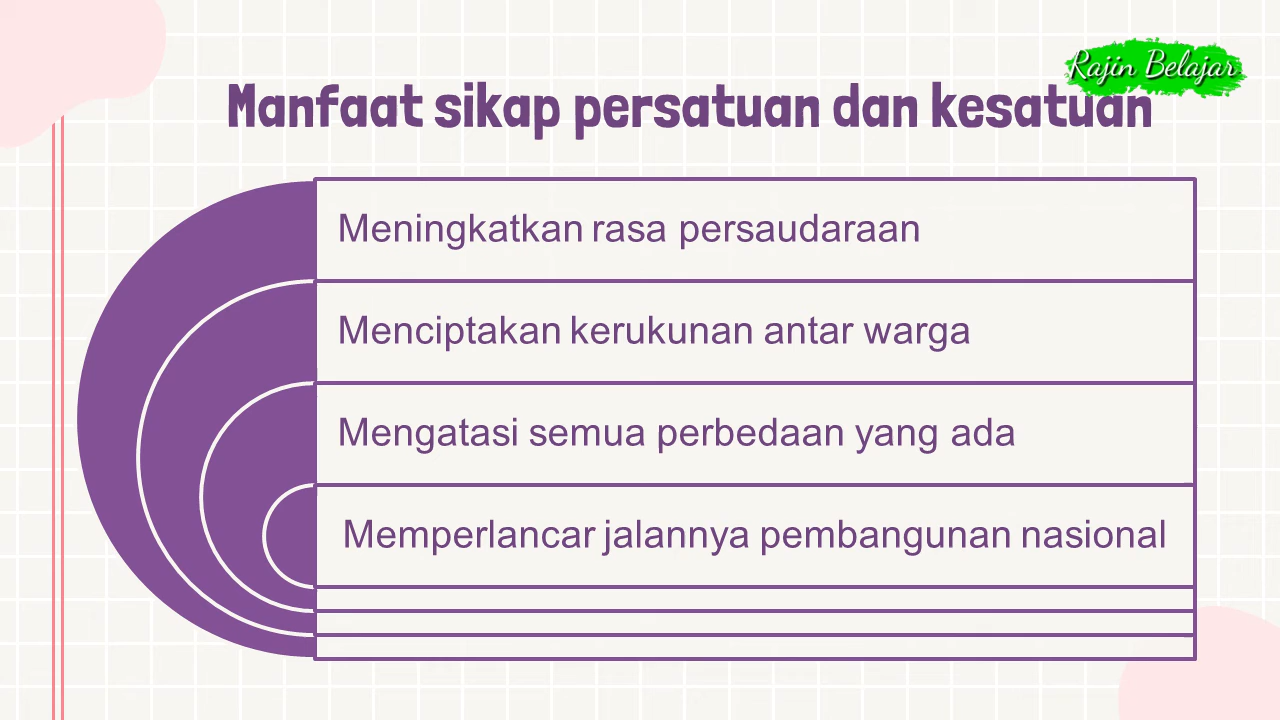 Rajin Belajar
Manfaat sikap persatuan dan kesatuan
Meningkatkan rasa persaudaraan
Menciptakan kerukunan antar warga
Mengatasi semua perbedaan yang ada
Memperlancar jalannya pembangunan nasional